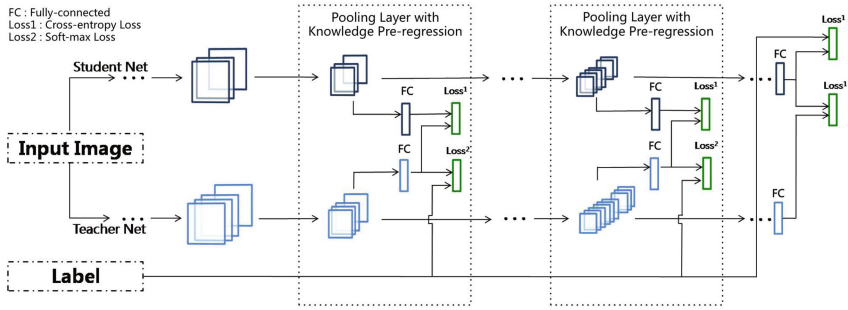 FC : Fully-connected
Loss1 : Cross-entropy Loss
Loss2 : Soft-max Loss
Pooling Layer with
Knowledge Pre-regression
Pooling Layer with
Knowledge Pre-regression
Loss¹
Student Net
FC
FC
Loss¹
FC
Loss¹
Loss¹
Input Image
FC
Loss²
FC
Loss²
FC
Teacher Net
Label